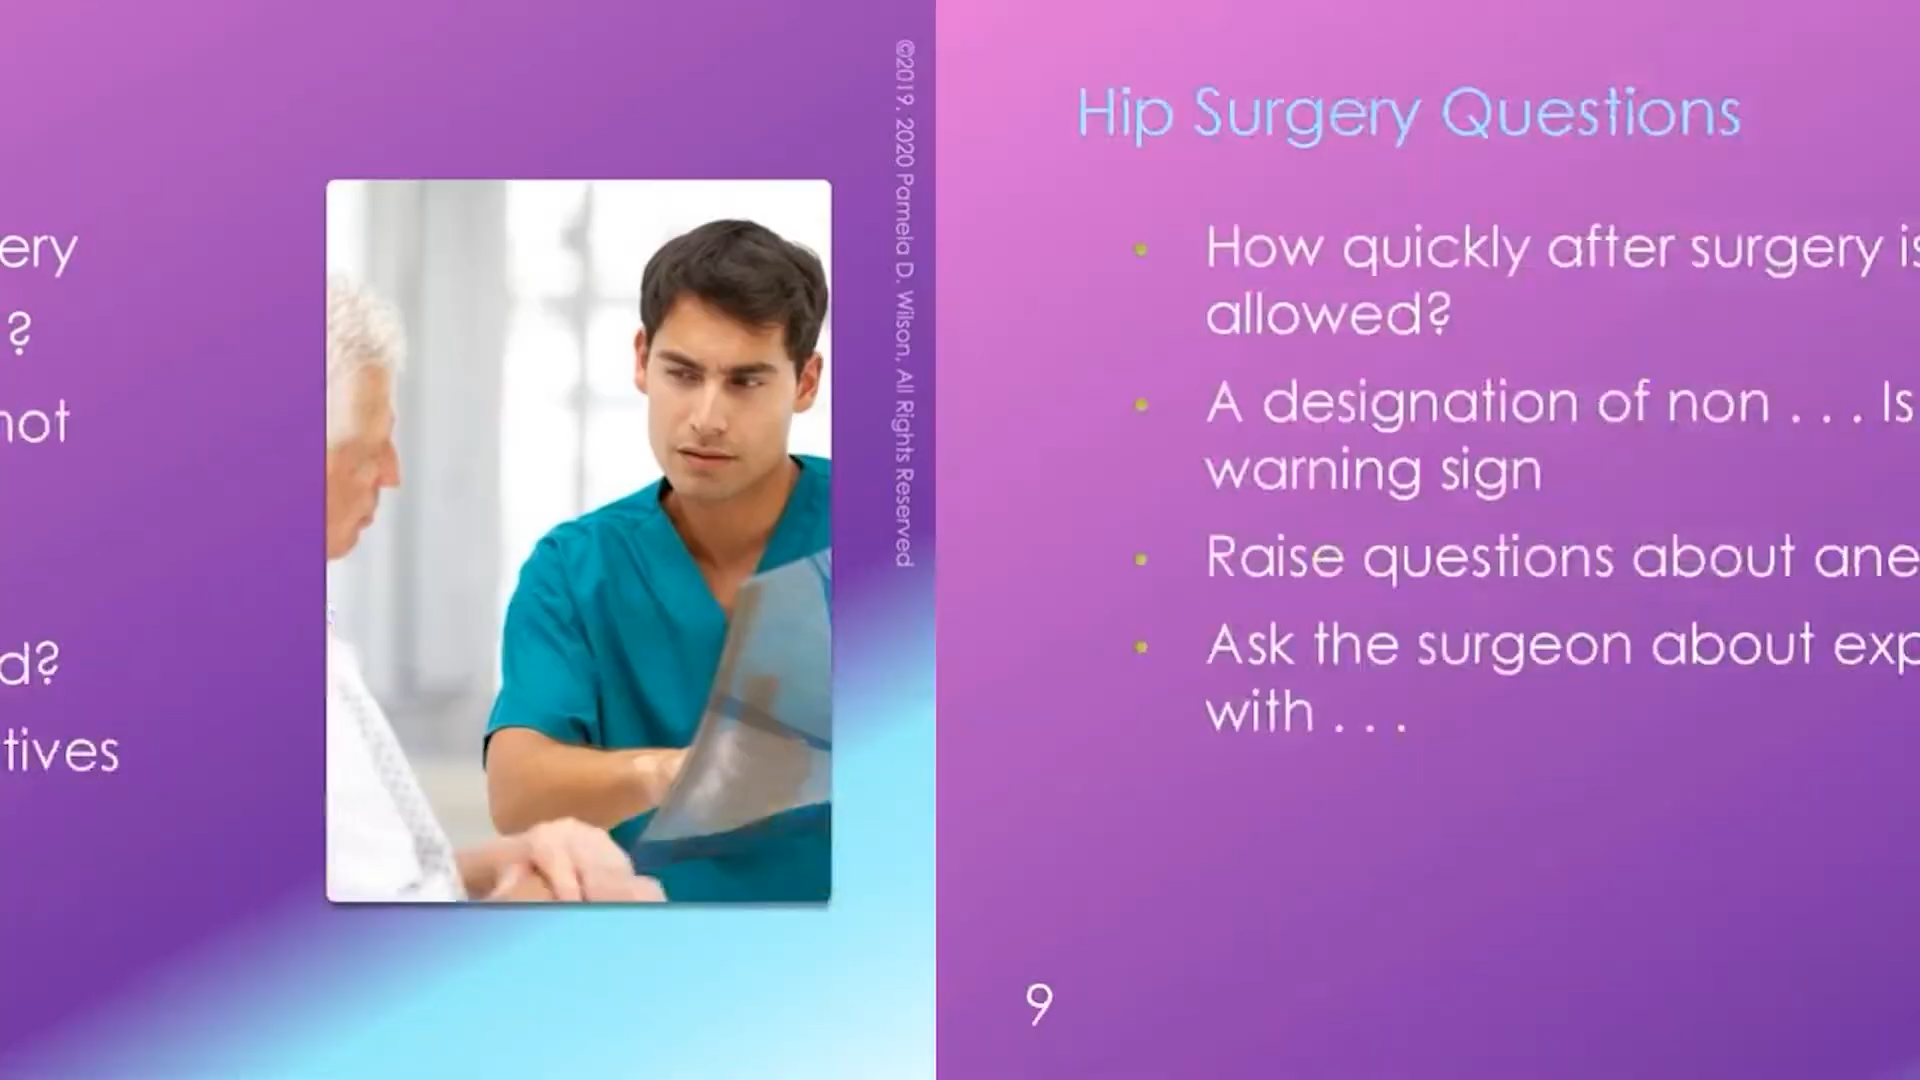 ery
?
not
d?
tives
©2019. 2020 Pamela D. Wilson, All Rights Reserved
Hip Surgery Questions
• How quickly after surgery is
allowed?
• A designation of non . . . Is
warning sign
• Raise questions about ane
• Ask the surgeon about exp
with . . .
9